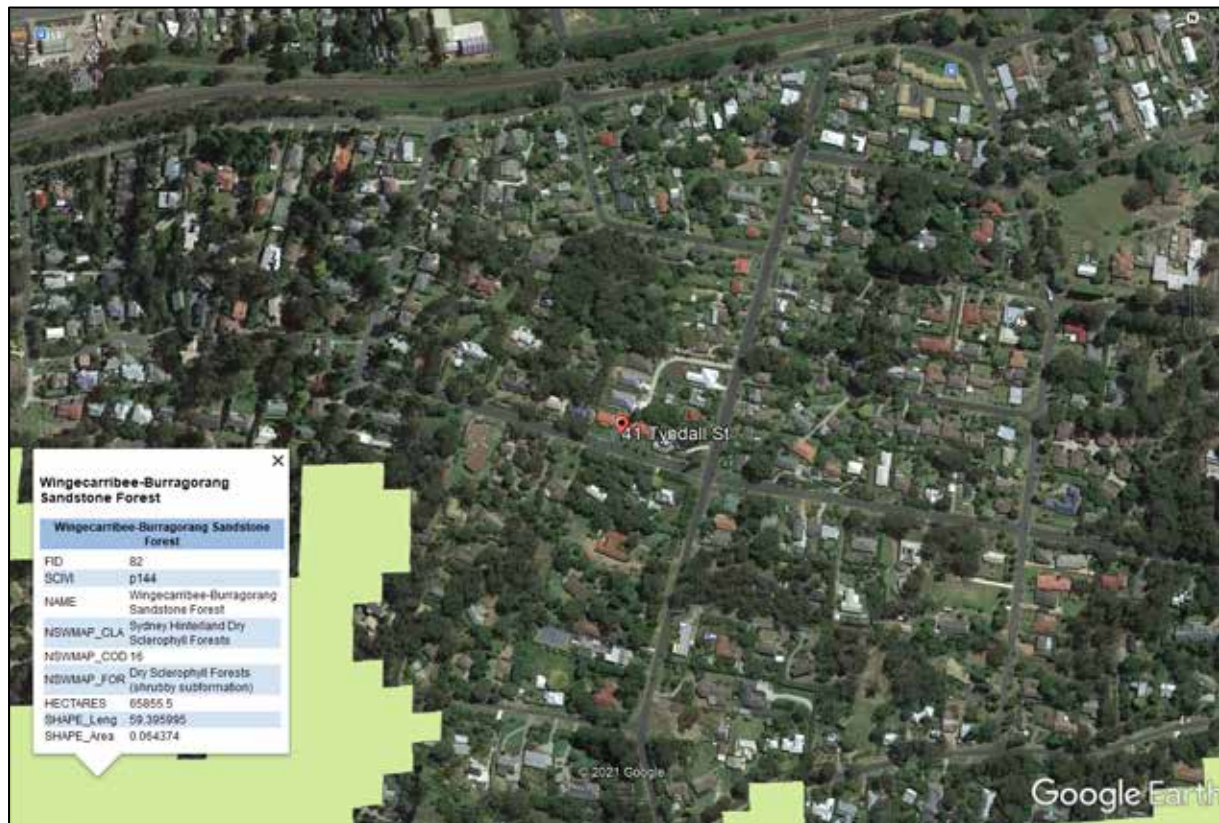 41 Tyndall St
Wingecarribee-Burragorang
Sandstone Forest
Wingecarribee-Burragorang Sandstone
Forest
FID 82
SCIVI p144
NAME Wingecarribee-Burragorang
Sandstone Forest
NSWMAP_CLA Sydney Hinterland Dry
Sclerophyll Forests
NSWMAP_COD 16
NSWMAP_FOR Dry Sclerophyll Forests
(shrubby subformation)
HECTARES 65855.5
SHAPE_Leng 59.395995
SHAPE_Area 0.064374
© 2021 Google
Google Earth